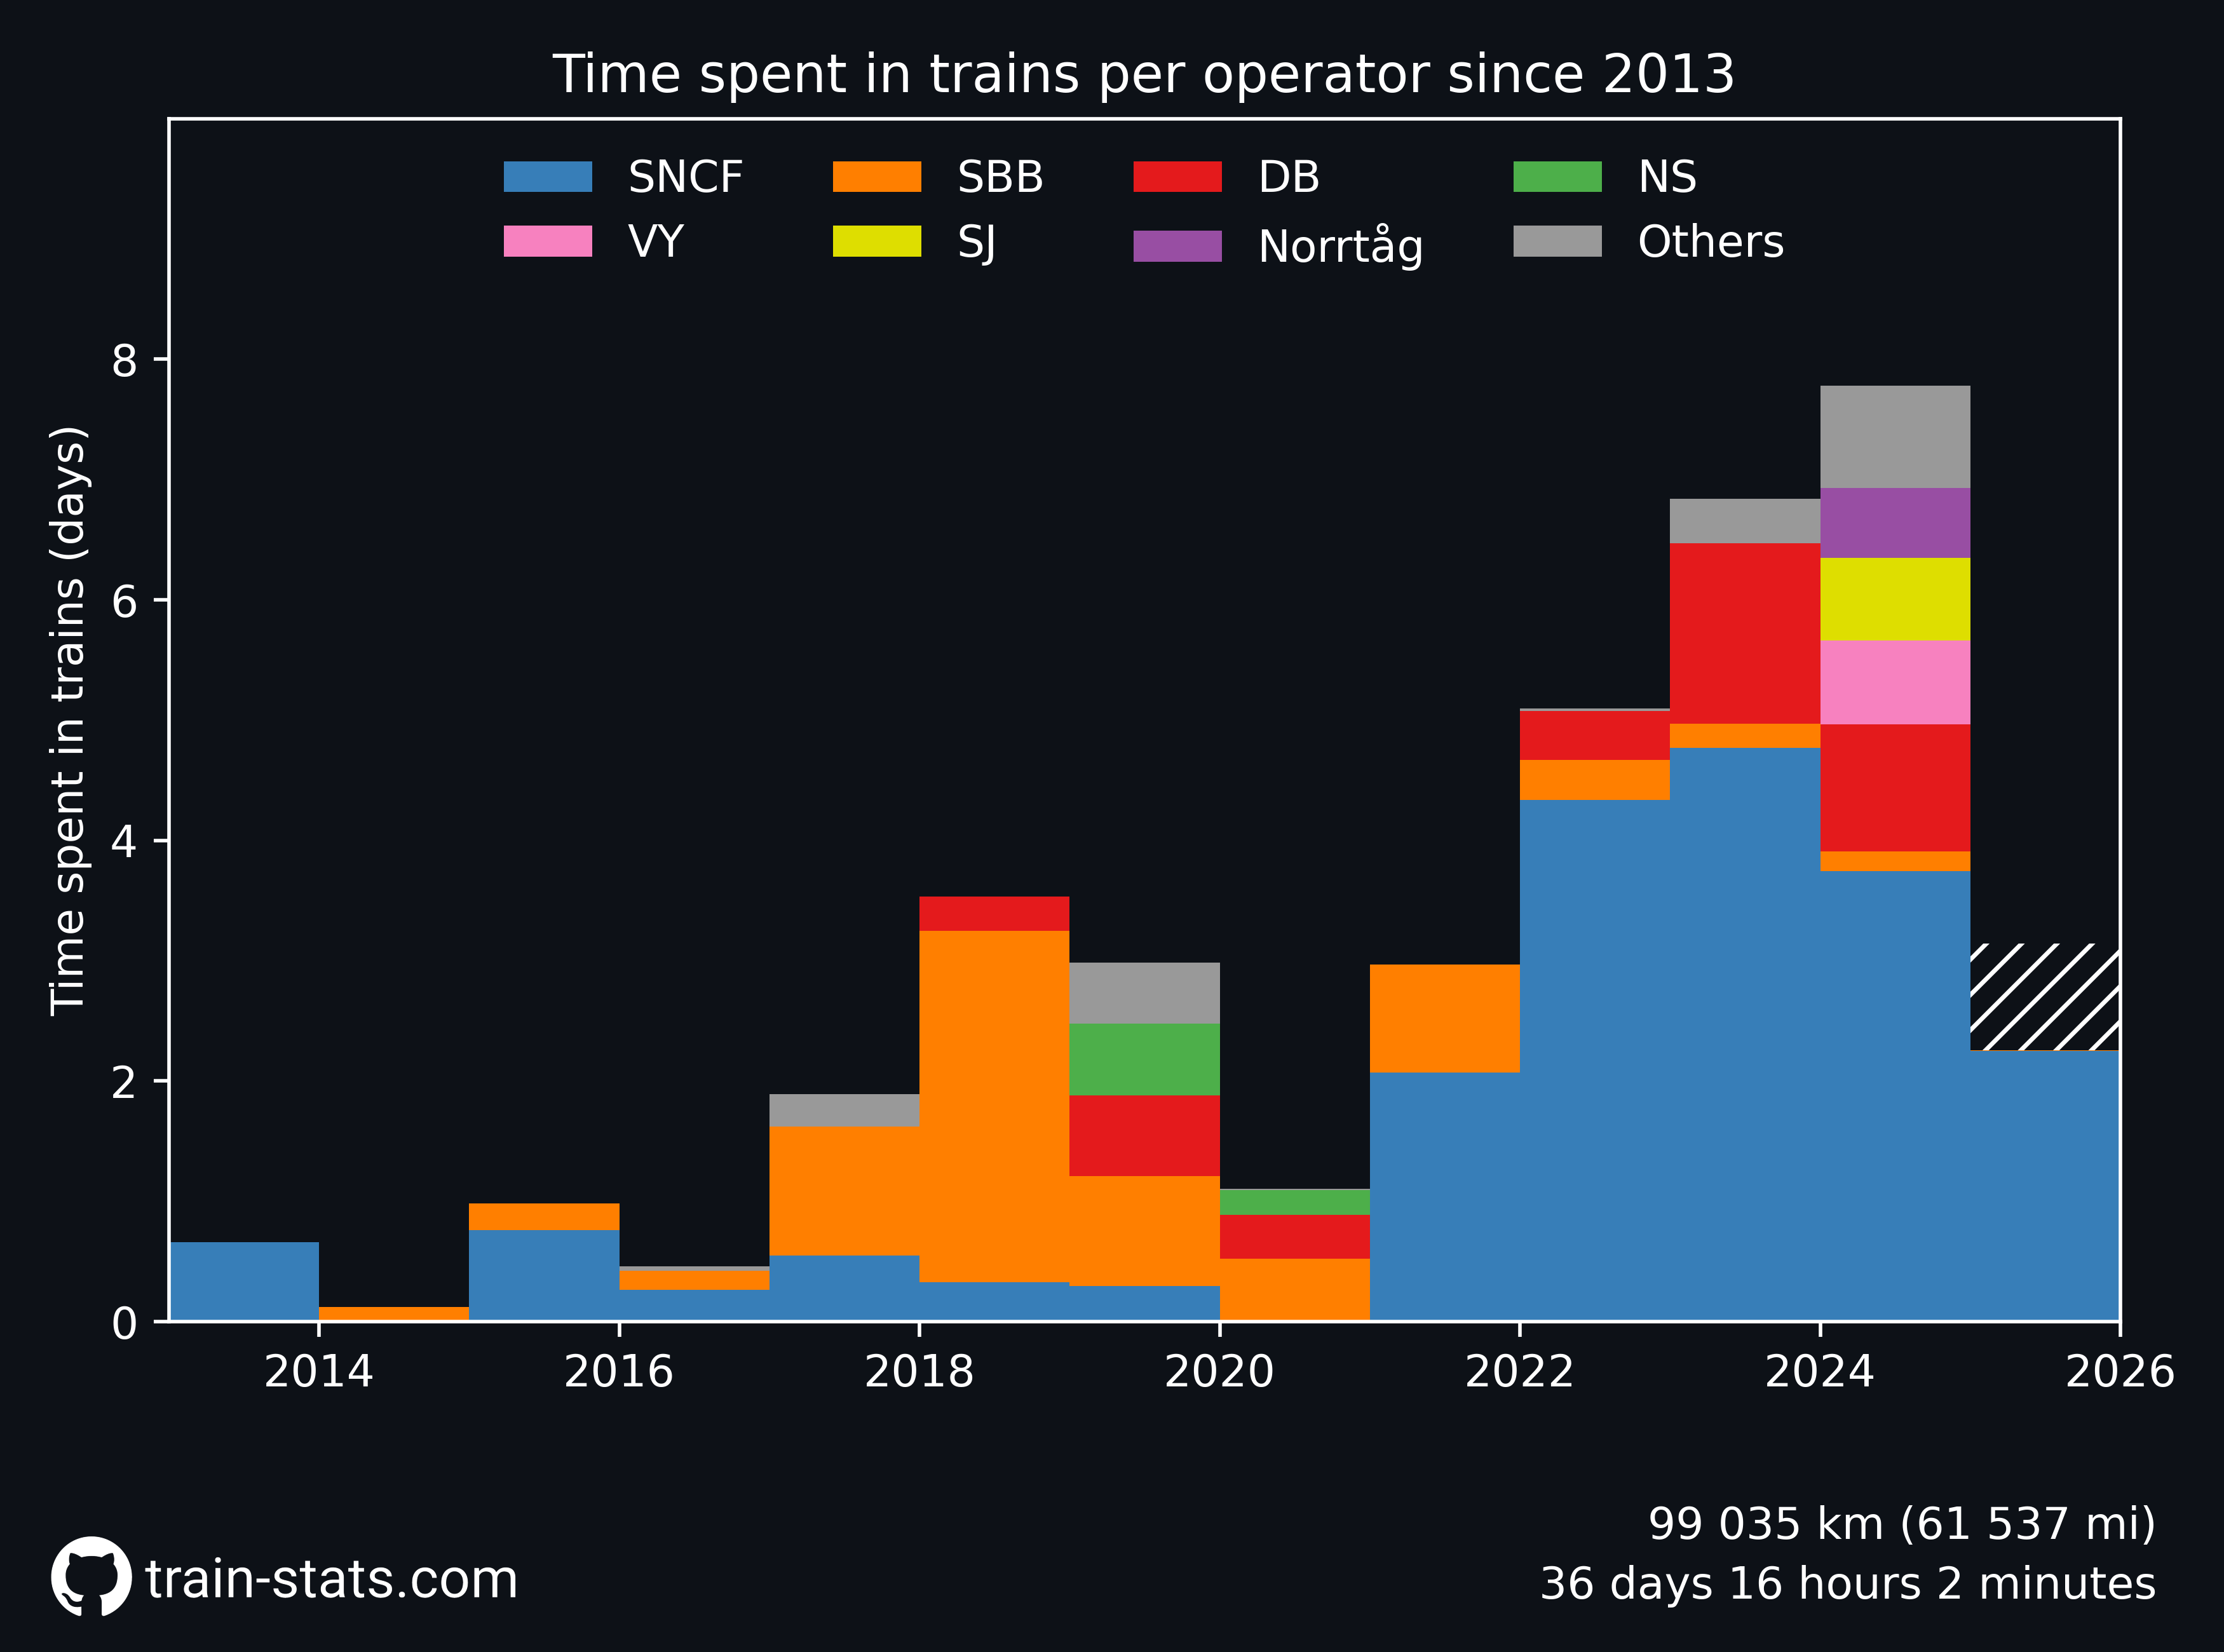 Time spent in trains per operator since 2013
SNCF SBB DB NS
VY SJ Norrtåg Others
Time spent in trains (days)
8
6
4
2
0
2014 2016 2018 2020 2022 2024 2026
99 035 km (61 537 mi)
train-stats.com
36 days 16 hours 2 minutes